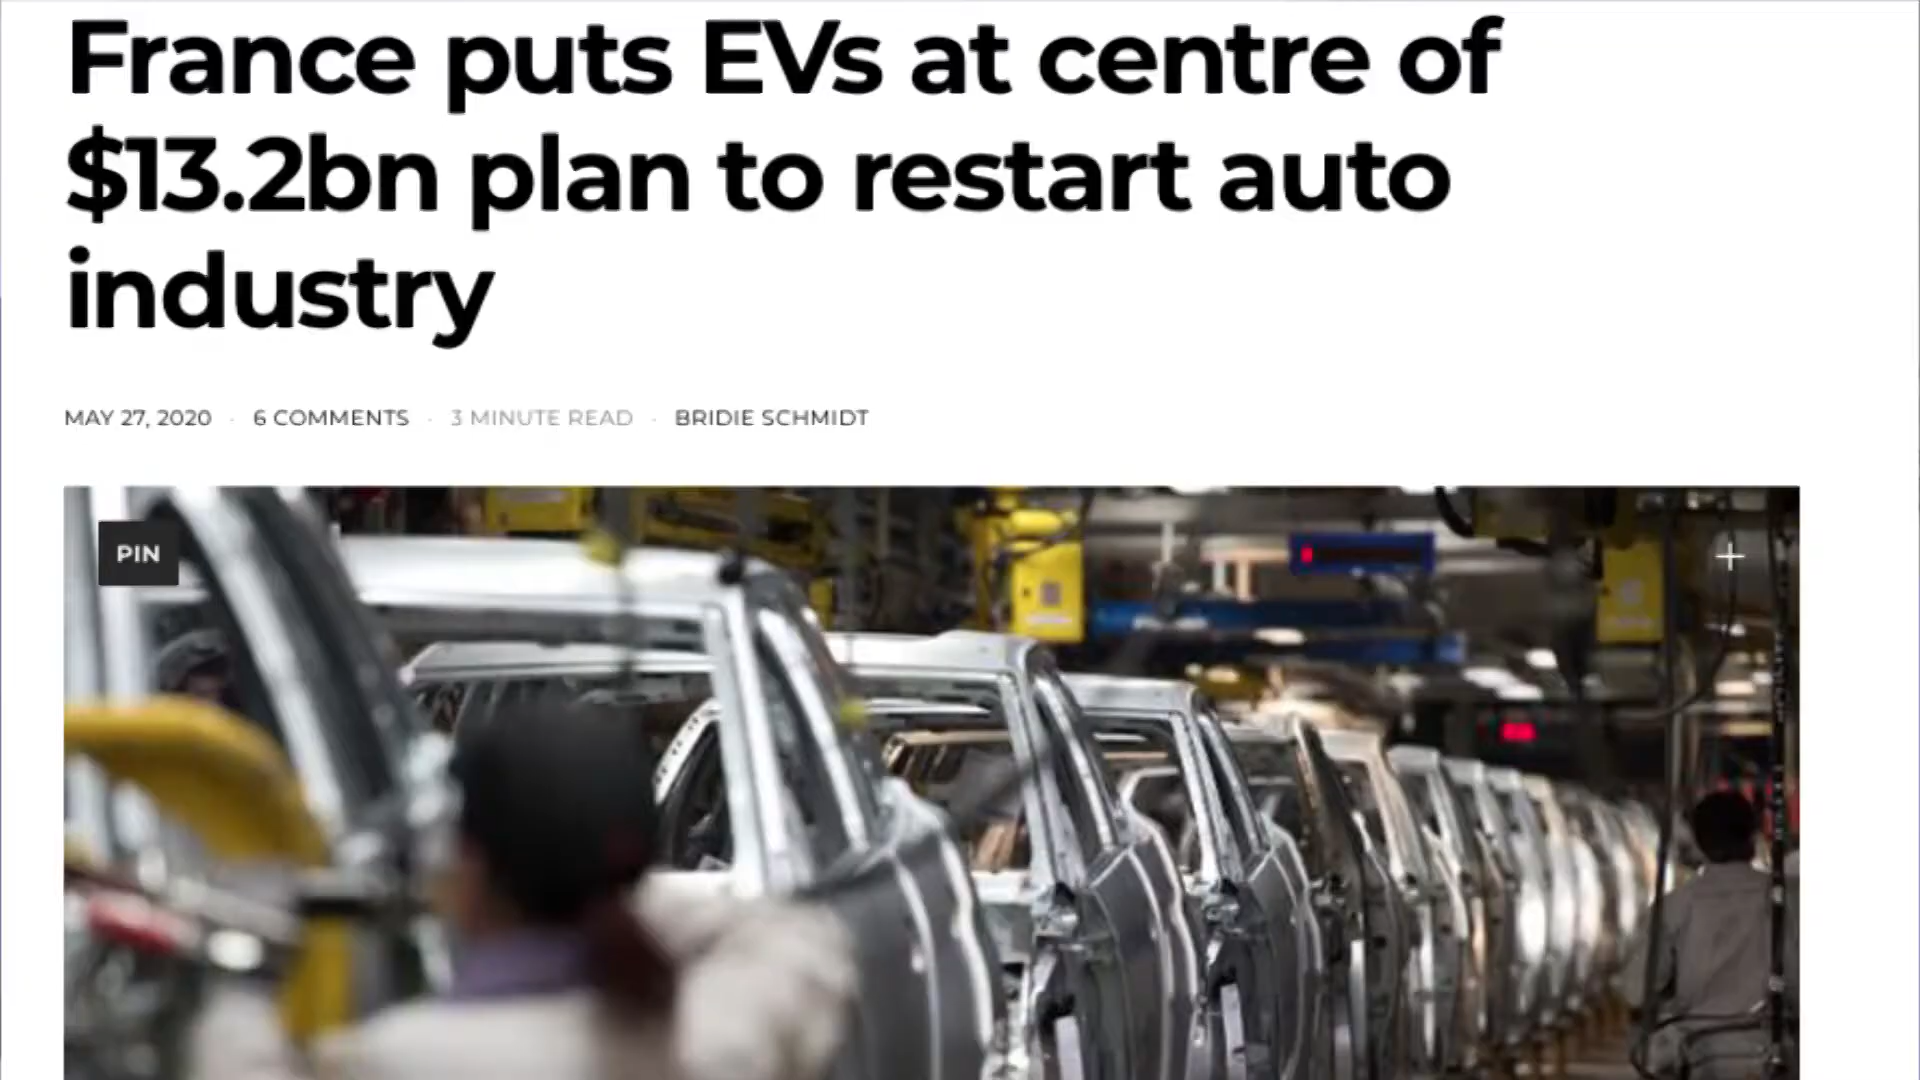 France puts EVs at centre of
$13.2bn plan to restart auto
industry
MAY 27, 2020 · 6 COMMENTS · 3 MINUTE READ · BRIDIE SCHMIDT
PIN